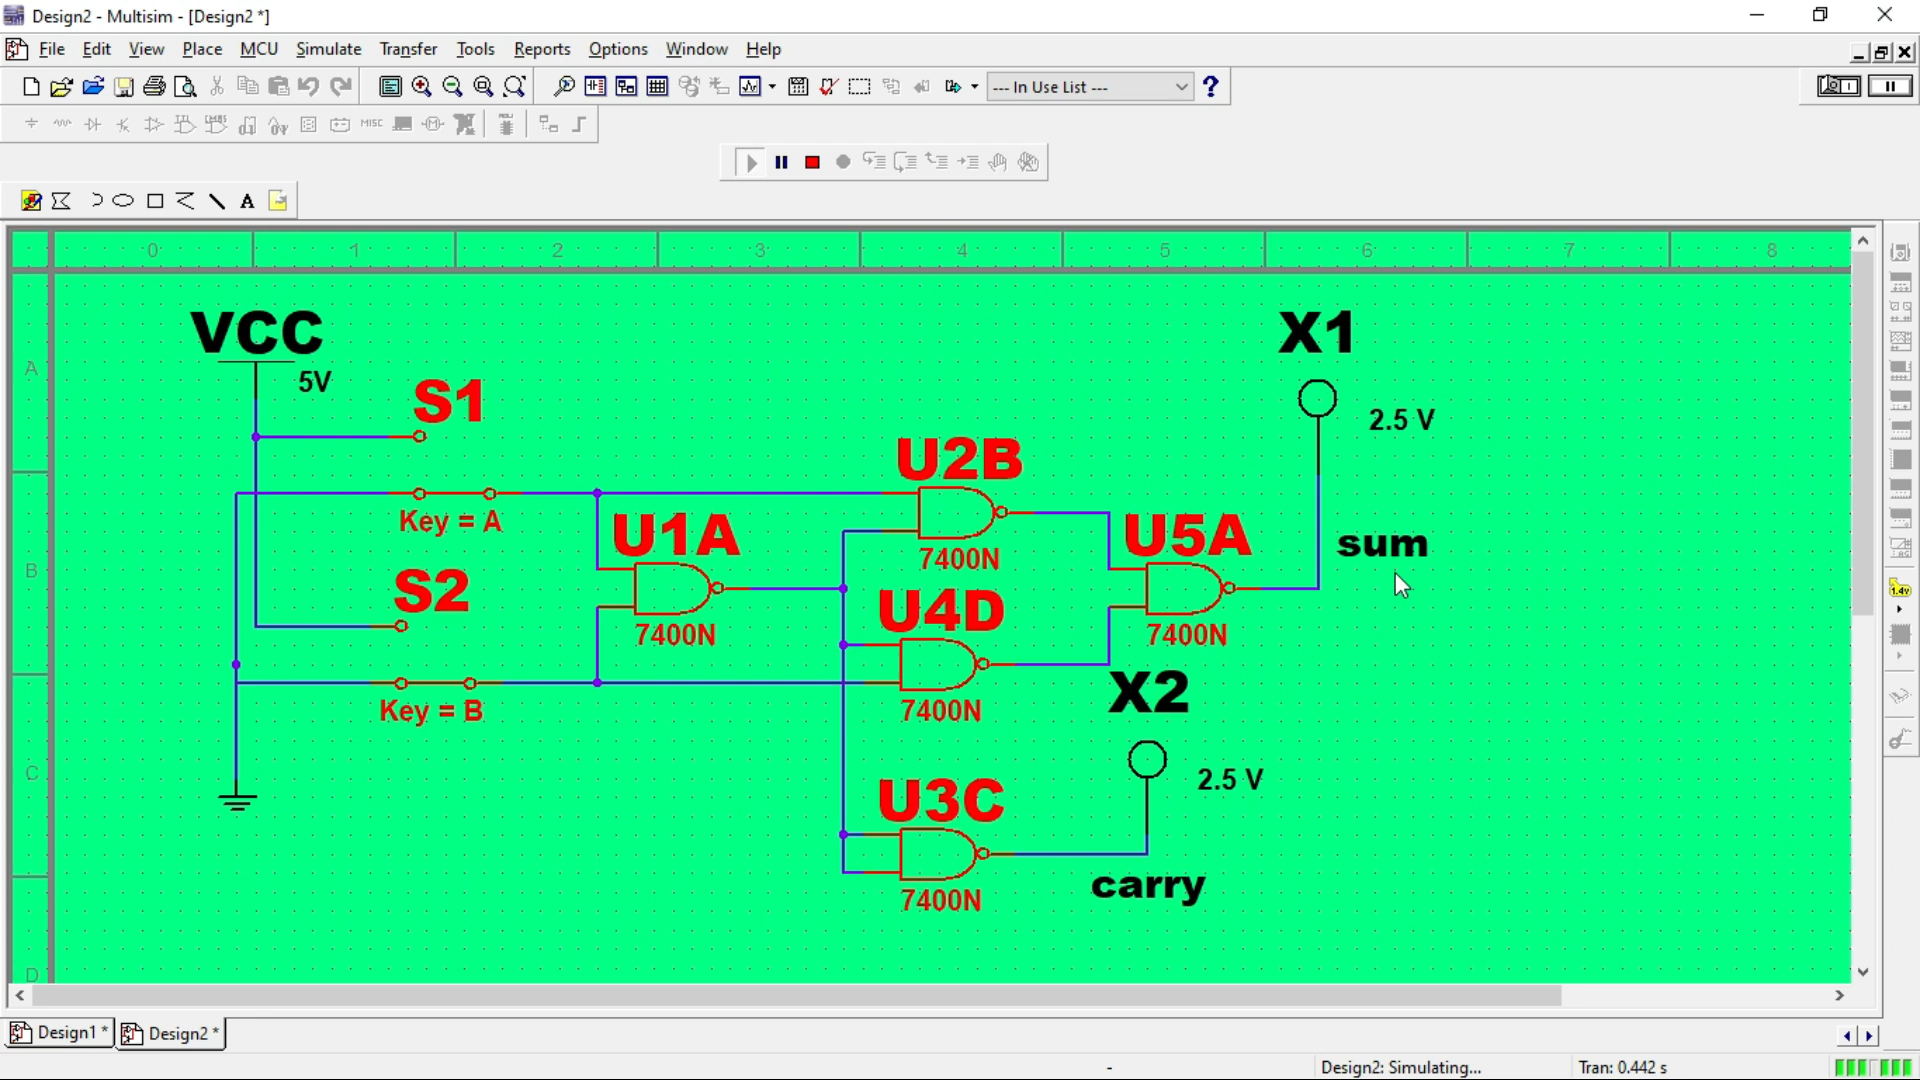 Design2 - Multisim - [Design2 *]
File Edit View Place MCU Simulate Transfer Tools Reports Options Window Help
--- In Use List ---
MISC
0 1 2 3 4 5 6 7 8
VCC
5V
S1
Key = A
S2
Key = B
U1A
7400N
U2B
7400N
U4D
7400N
U3C
7400N
U5A
7400N
X1
2.5 V
sum
X2
2.5 V
carry
A
B
C
D
1.4v
Design1 * Design2 *
- Design2: Simulating... Tran: 0.442 s